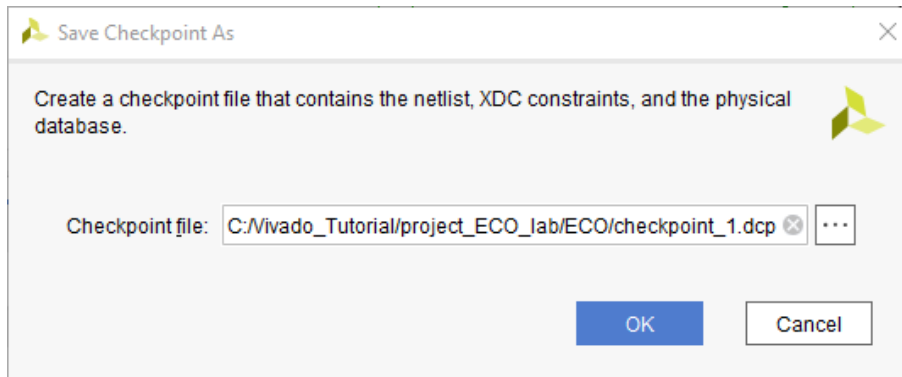 Save Checkpoint As
Create a checkpoint file that contains the netlist, XDC constraints, and the physical
database.
Checkpoint file: C:/Vivado_Tutorial/project_ECO_lab/ECO/checkpoint_1.dcp ···
OK Cancel